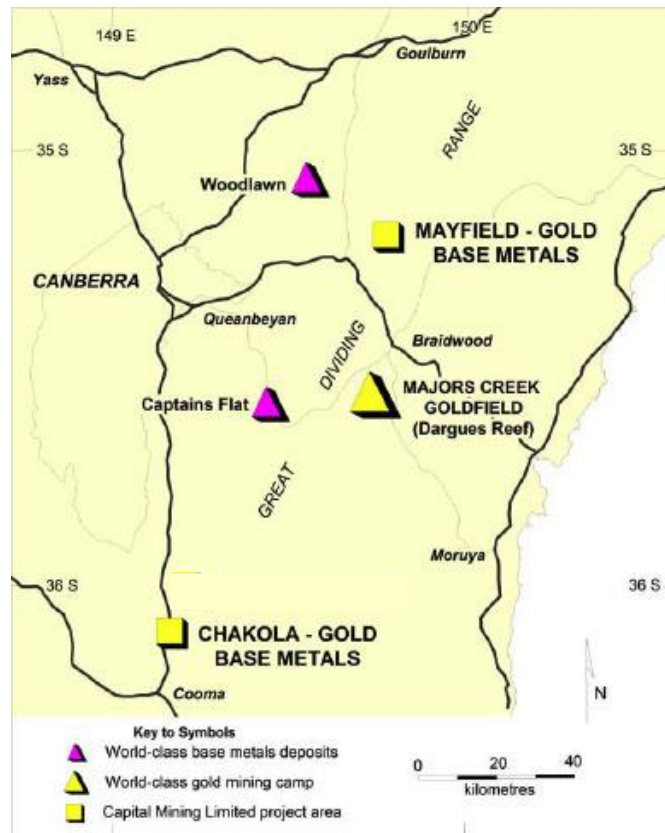 149 E
150 E
Goulburn
Yass
RANGE
35 S
35 S
Woodlawn
MAYFIELD - GOLD
BASE METALS
CANBERRA
Queanbeyan
DIVIDING
Braidwood
Captains Flat
MAJORS CREEK
GOLDFIELD
(Dargues Reef)
GREAT
Moruya
36 S
36 S
CHAKOLA - GOLD
BASE METALS
Cooma
N
Key to Symbols
World-class base metals deposits
World-class gold mining camp
Capital Mining Limited project area
0 20 40
kilometres